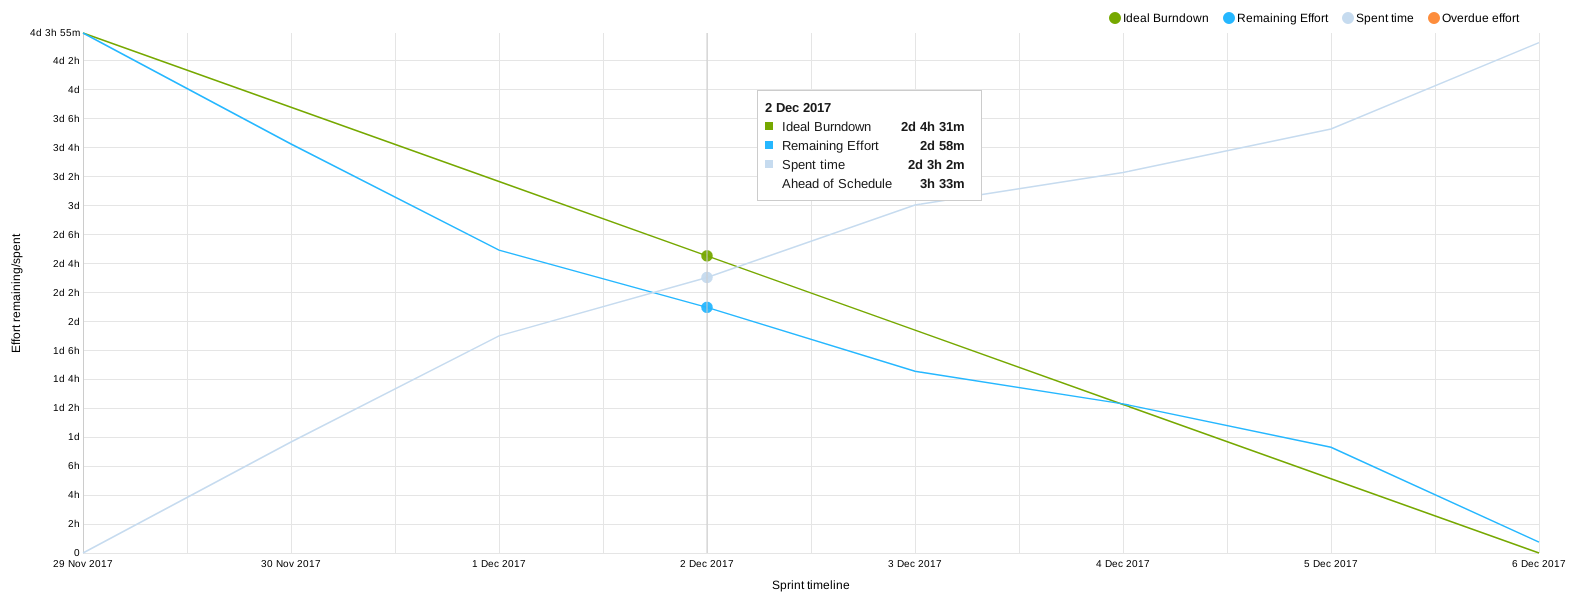 Ideal Burndown Remaining Effort Spent time Overdue effort
4d 3h 55m
4d 2h
4d
3d 6h
3d 4h
3d 2h
3d
2d 6h
2d 4h
2d 2h
2d
1d 6h
1d 4h
1d 2h
1d
6h
4h
2h
0
Effort remaining/spent
2 Dec 2017
Ideal Burndown 2d 4h 31m
Remaining Effort 2d 58m
Spent time 2d 3h 2m
Ahead of Schedule 3h 33m
29 Nov 2017 30 Nov 2017 1 Dec 2017 2 Dec 2017 3 Dec 2017 4 Dec 2017 5 Dec 2017 6 Dec 2017
Sprint timeline